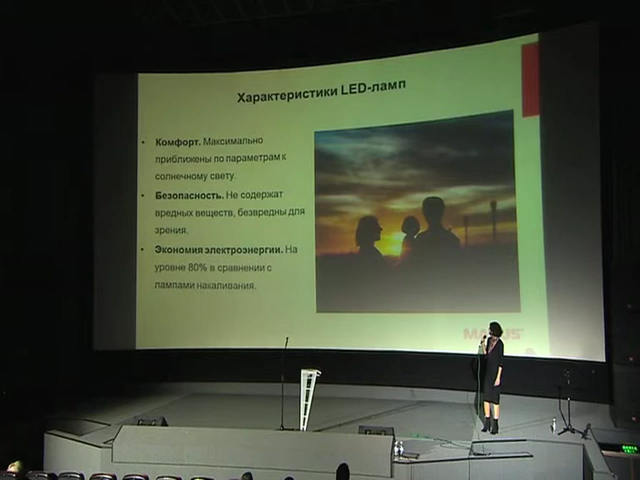 Характеристики LED-ламп
• Комфорт. Максимально
приближены по параметрам к
солнечному свету.
• Безопасность. Не содержат
вредных веществ, безвредны для
зрения.
• Экономия электроэнергии. На
уровне 80% в сравнении с
лампами накаливания.